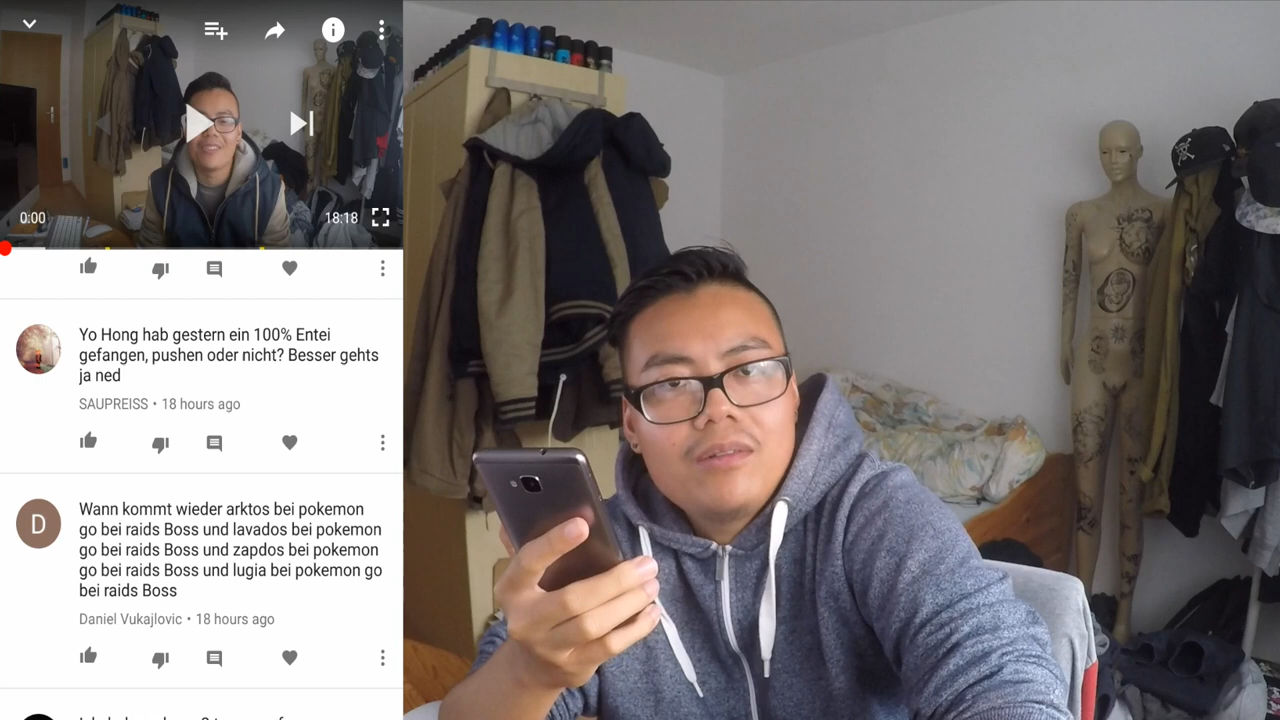 0:00
18:18
Yo Hong hab gestern ein 100% Entei
gefangen, pushen oder nicht? Besser gehts
ja ned
SAUPREISS • 18 hours ago
D
Wann kommt wieder arktos bei pokemon
go bei raids Boss und lavados bei pokemon
go bei raids Boss und zapdos bei pokemon
go bei raids Boss und lugia bei pokemon go
bei raids Boss
Daniel Vukajlovic • 18 hours ago